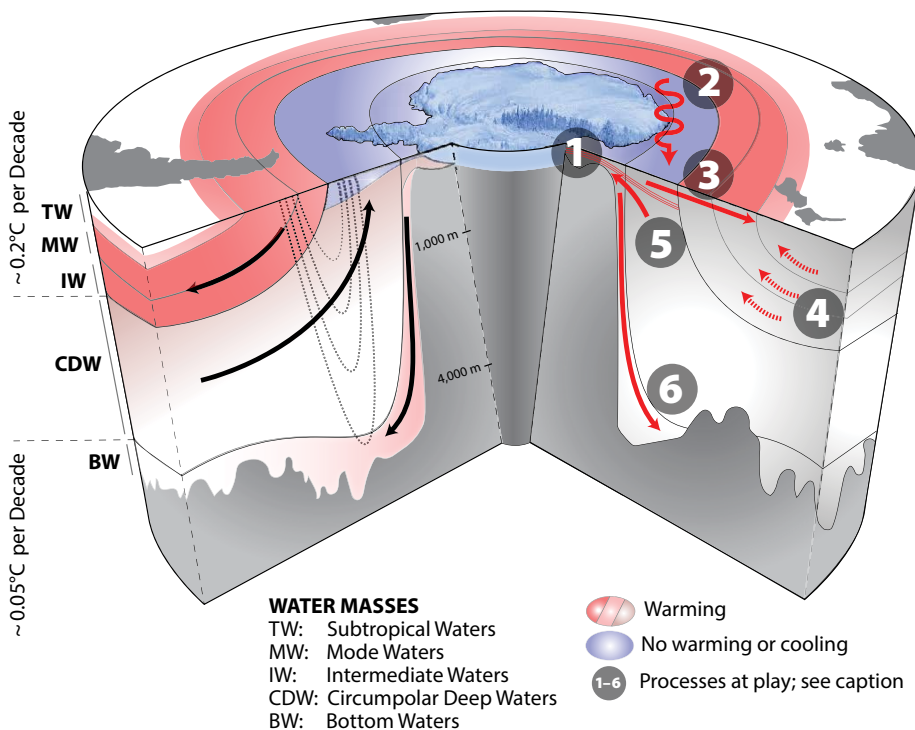 ~0.2°C per Decade
TW
MW
IW
CDW
BW
~0.05°C per Decade
1
2
3
4
5
6
1,000 m
4,000 m
WATER MASSES
TW: Subtropical Waters
MW: Mode Waters
IW: Intermediate Waters
CDW: Circumpolar Deep Waters
BW: Bottom Waters
Warming
No warming or cooling
1–6 Processes at play; see caption